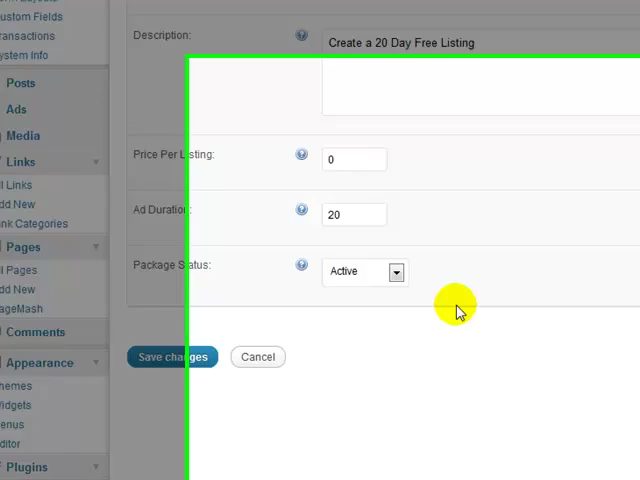 ustom Fields
ransactions
ystem Info
Posts
Ads
Media
Links
ll Links
dd New
nk Categories
Pages
ll Pages
dd New
ageMash
Comments
Appearance
hemes
idgets
enus
ditor
Plugins
Description:
Create a 20 Day Free Listing
Price Per Listing:
0
Ad Duration:
20
Package Status:
Active
Save changes
Cancel